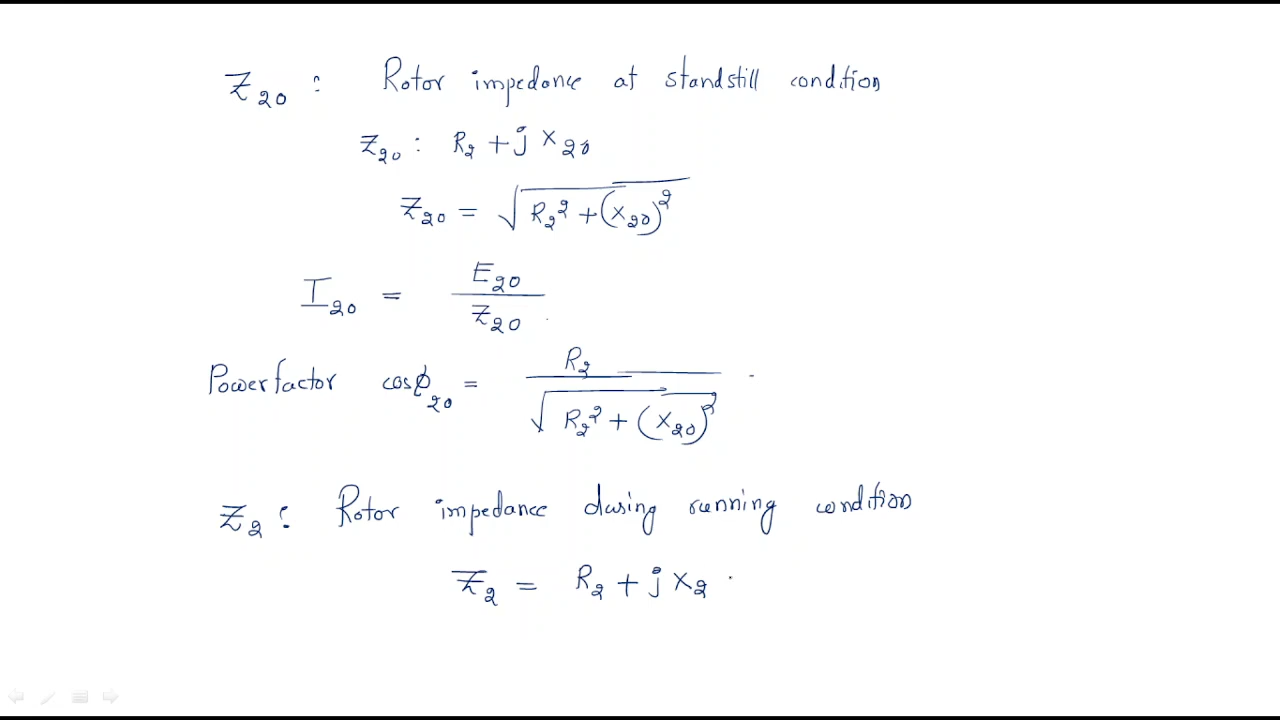 Z₂₀ : Rotor impedance at standstill condition
Z₂₀ : R₂ + j X₂₀
Z₂₀ = √(R₂² + (X₂₀)²)
I₂₀ = E₂₀ / Z₂₀
Powerfactor cosϕ₂₀ = R₂ / √(R₂² + (X₂₀)²)
Z₂ : Rotor impedance during running condition
Z₂ = R₂ + j X₂